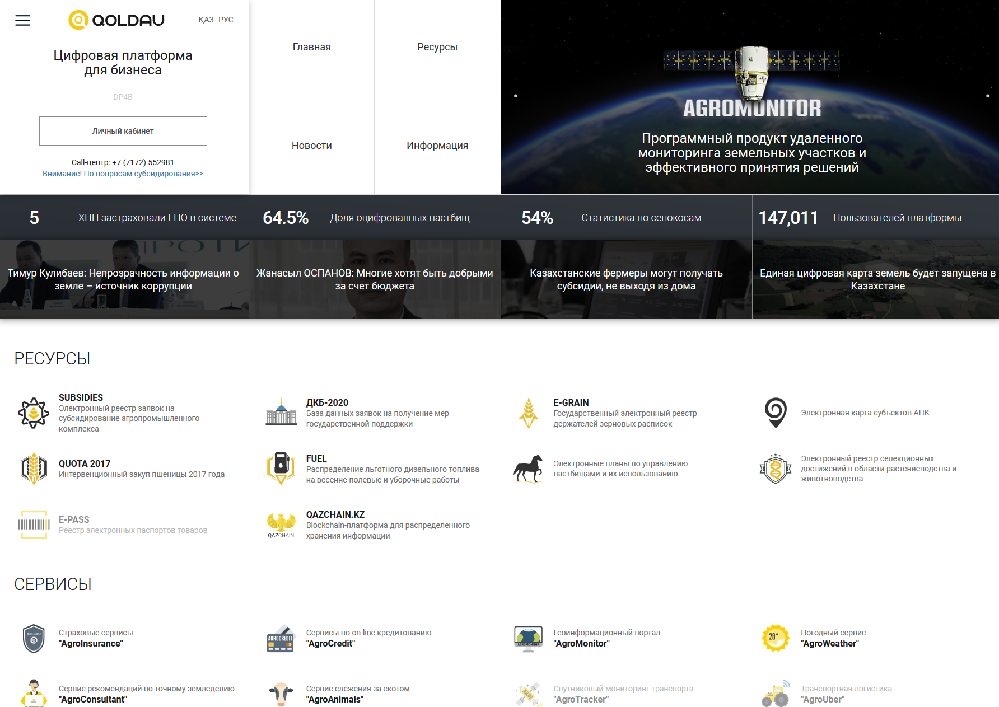 QOLDAU
ҚАЗ РУС
Цифровая платформа
для бизнеса
DP4B
Личный кабинет
Call-центр: +7 (7172) 552981
Внимание! По вопросам субсидирования>>
Главная
Ресурсы
Новости
Информация
AGROMONITOR
Программный продукт удаленного
мониторинга земельных участков и
эффективного принятия решений
5 ХПП застраховали ГПО в системе
64.5% Доля оцифрованных пастбищ
54% Статистика по сенокосам
147,011 Пользователей платформы
Тимур Кулибаев: Непрозрачность информации о
земле – источник коррупции
Жанасыл ОСПАНОВ: Многие хотят быть добрыми
за счет бюджета
Казахстанские фермеры могут получать
субсидии, не выходя из дома
Единая цифровая карта земель будет запущена в
Казахстане
РЕСУРСЫ
SUBSIDIES
Электронный реестр заявок на
субсидирование агропромышленного
комплекса
ДКБ-2020
База данных заявок на получение мер
государственной поддержки
E-GRAIN
Государственный электронный реестр
держателей зерновых расписок
Электронная карта субъектов АПК
17
QUOTA 2017
Интервенционный закуп пшеницы 2017 года
FUEL
Распределение льготного дизельного топлива
на весенне-полевые и уборочные работы
Электронные планы по управлению
пастбищами и их использованию
Электронный реестр селекционных
достижений в области растениеводства и
животноводства
E-PASS
Реестр электронных паспортов товаров
QAZCHAIN
QAZCHAIN.KZ
Blockchain-платформа для распределенного
хранения информации
СЕРВИСЫ
QOLDAU
Страховые сервисы
"AgroInsurance"
AGROCREDIT
Сервисы по on-line кредитованию
"AgroCredit"
AGROMONITOR
Геоинформационный портал
"AgroMonitor"
28°
Погодный сервис
"AgroWeather"
Сервис рекомендаций по точному земледелию
"AgroConsultant"
Сервис слежения за скотом
"AgroAnimals"
TRACKER
Спутниковый мониторинг транспорта
"AgroTracker"
Транспортная логистика
"AgroUber"